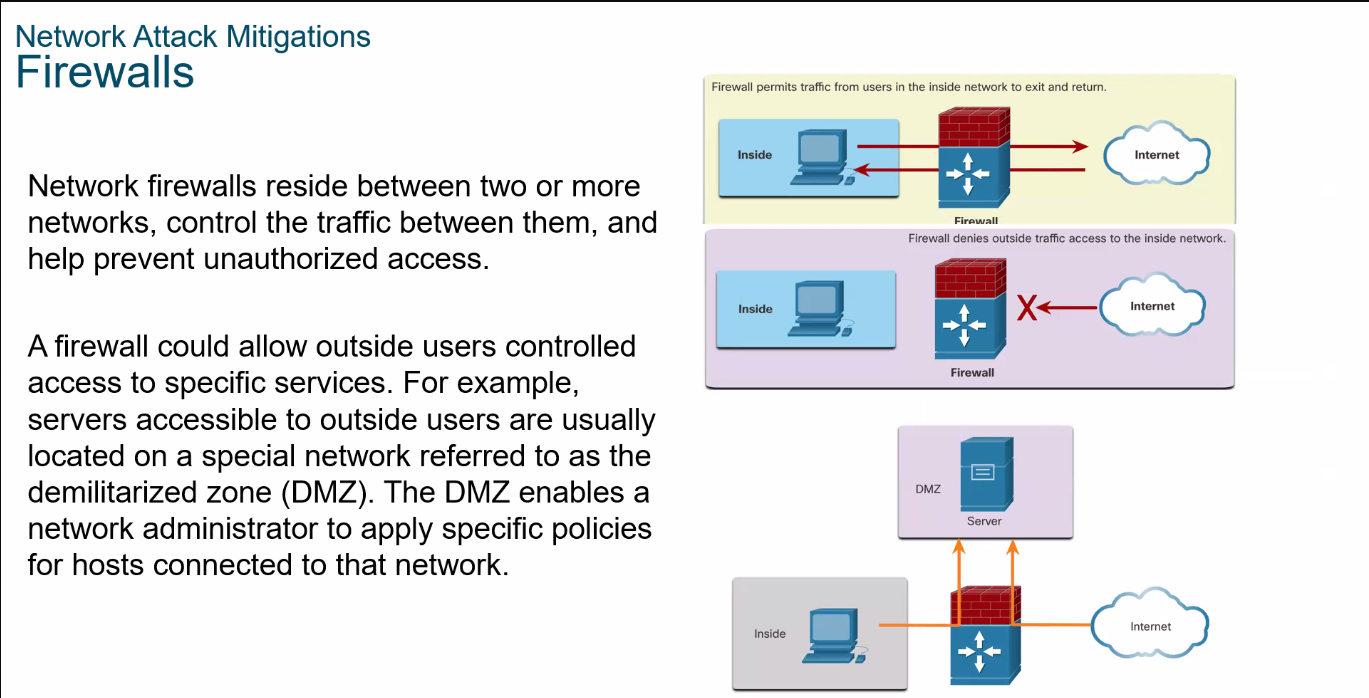 Network Attack Mitigations
Firewalls
Network firewalls reside between two or more
networks, control the traffic between them, and
help prevent unauthorized access.
A firewall could allow outside users controlled
access to specific services. For example,
servers accessible to outside users are usually
located on a special network referred to as the
demilitarized zone (DMZ). The DMZ enables a
network administrator to apply specific policies
for hosts connected to that network.
Firewall permits traffic from users in the inside network to exit and return.
Inside
Internet
Firewall
Firewall denies outside traffic access to the inside network.
Inside
X
Internet
Firewall
DMZ
Server
Inside
Internet